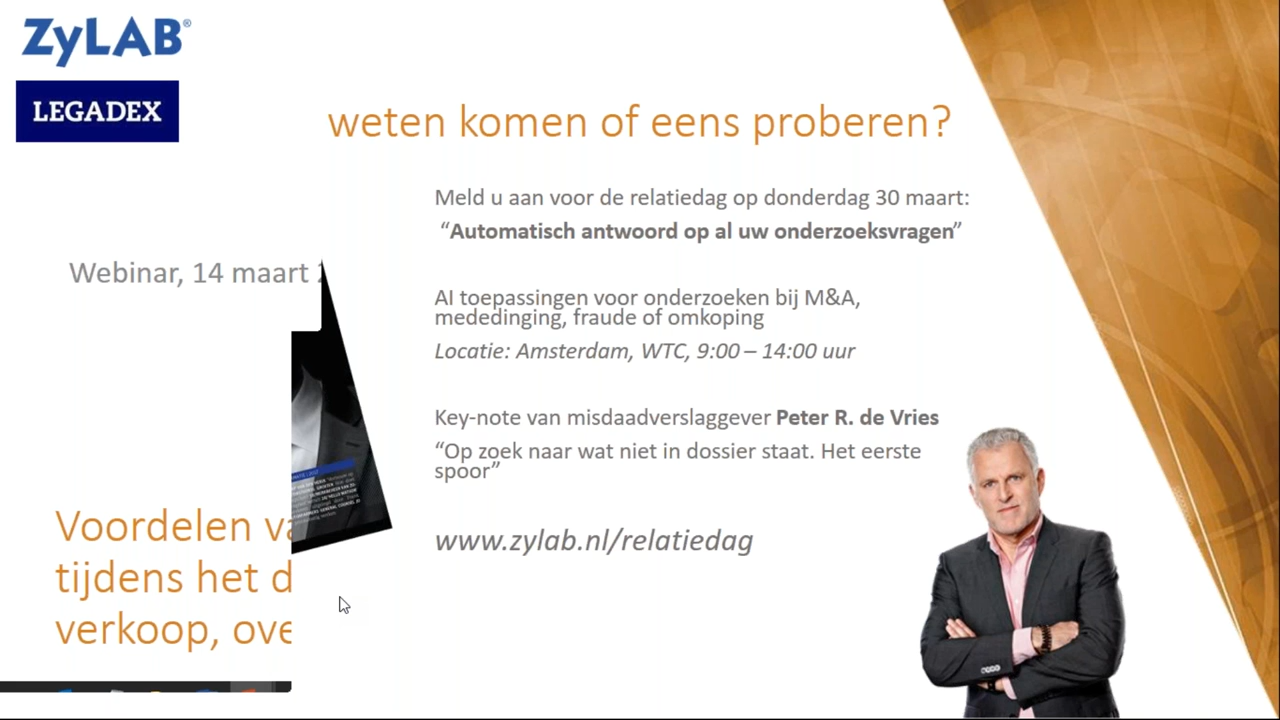 ZyLAB®
LEGADEX
weten komen of eens proberen?
Meld u aan voor de relatiedag op donderdag 30 maart:
“Automatisch antwoord op al uw onderzoeksvragen”
Webinar, 14 maart
AI toepassingen voor onderzoeken bij M&A,
mededinging, fraude of omkoping
Locatie: Amsterdam, WTC, 9:00 – 14:00 uur
Key-note van misdaadverslaggever Peter R. de Vries
“Op zoek naar wat niet in dossier staat. Het eerste
spoor”
www.zylab.nl/relatiedag
Voordelen va
tijdens het d
verkoop, ove